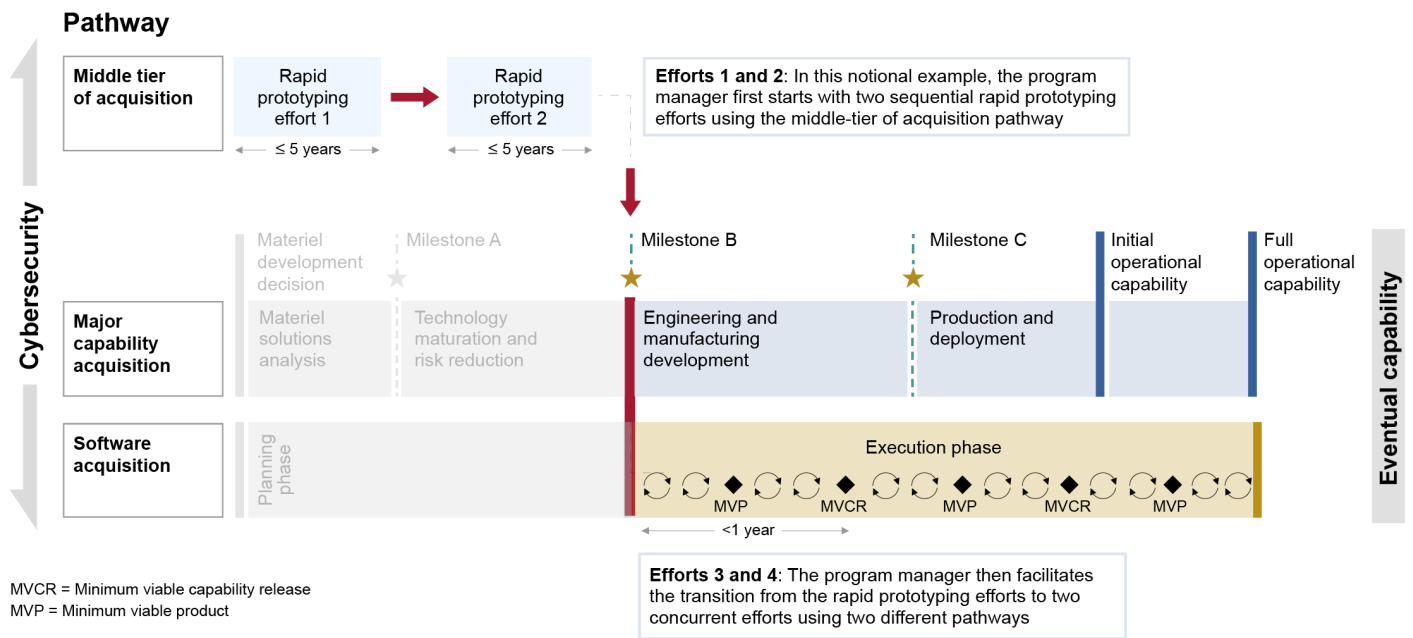 Pathway
Cybersecurity
Middle tier
of acquisition
Rapid
prototyping
effort 1
≤ 5 years
Rapid
prototyping
effort 2
≤ 5 years
Efforts 1 and 2: In this notional example, the program
manager first starts with two sequential rapid prototyping
efforts using the middle-tier of acquisition pathway
Materiel
development
decision
Milestone A
Milestone B
Milestone C
Initial
operational
capability
Full
operational
capability
Major
capability
acquisition
Materiel
solutions
analysis
Technology
maturation and
risk reduction
Engineering and
manufacturing
development
Production and
deployment
Eventual capability
Software
acquisition
Planning
phase
Execution phase
MVP
MVCR
MVP
MVCR
MVP
<1 year
Efforts 3 and 4: The program manager then facilitates
the transition from the rapid prototyping efforts to two
concurrent efforts using two different pathways
MVCR = Minimum viable capability release
MVP = Minimum viable product